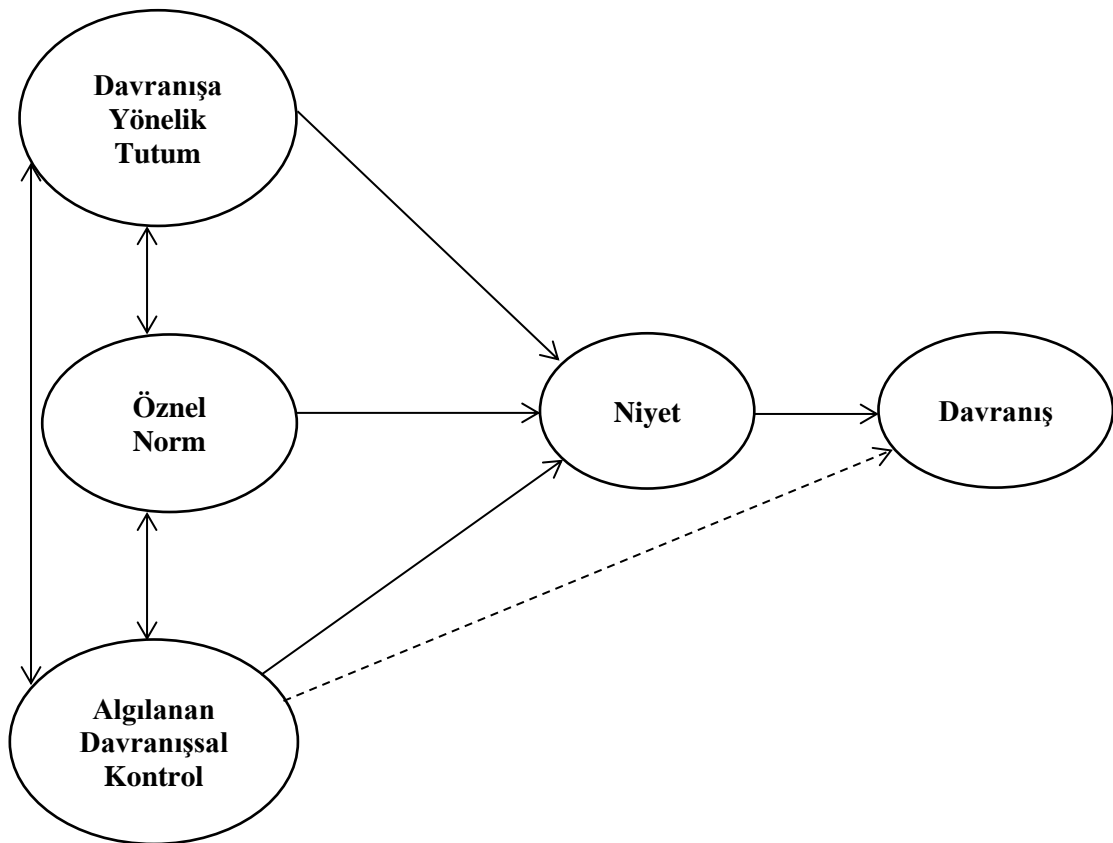 Davranışa
Yönelik
Tutum
Öznel
Norm
Niyet
Davranış
Algılanan
Davranışsal
Kontrol